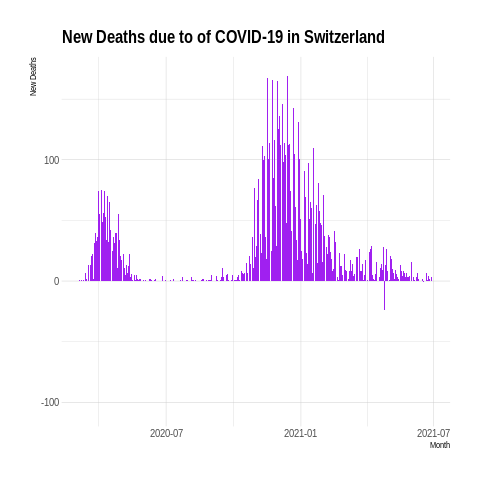 New Deaths due to of COVID-19 in Switzerland
New Deaths
100
0
-100
2020-07
2021-01
2021-07
Month